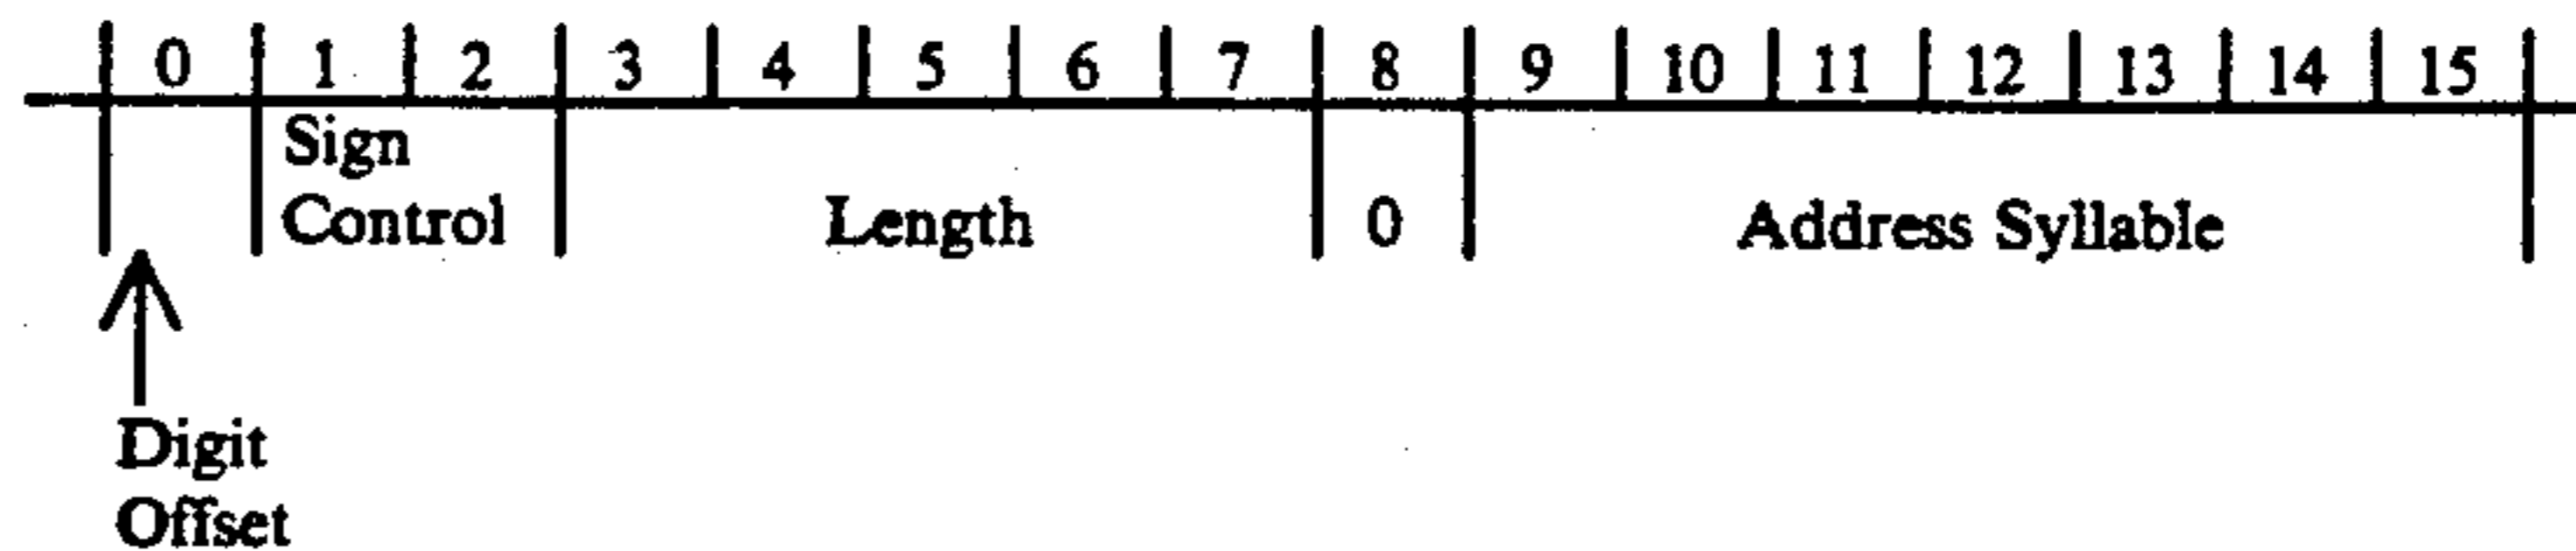 0 1 2 3 4 5 6 7 8 9 10 11 12 13 14 15
Sign
Control Length 0 Address Syllable
Digit
Offset